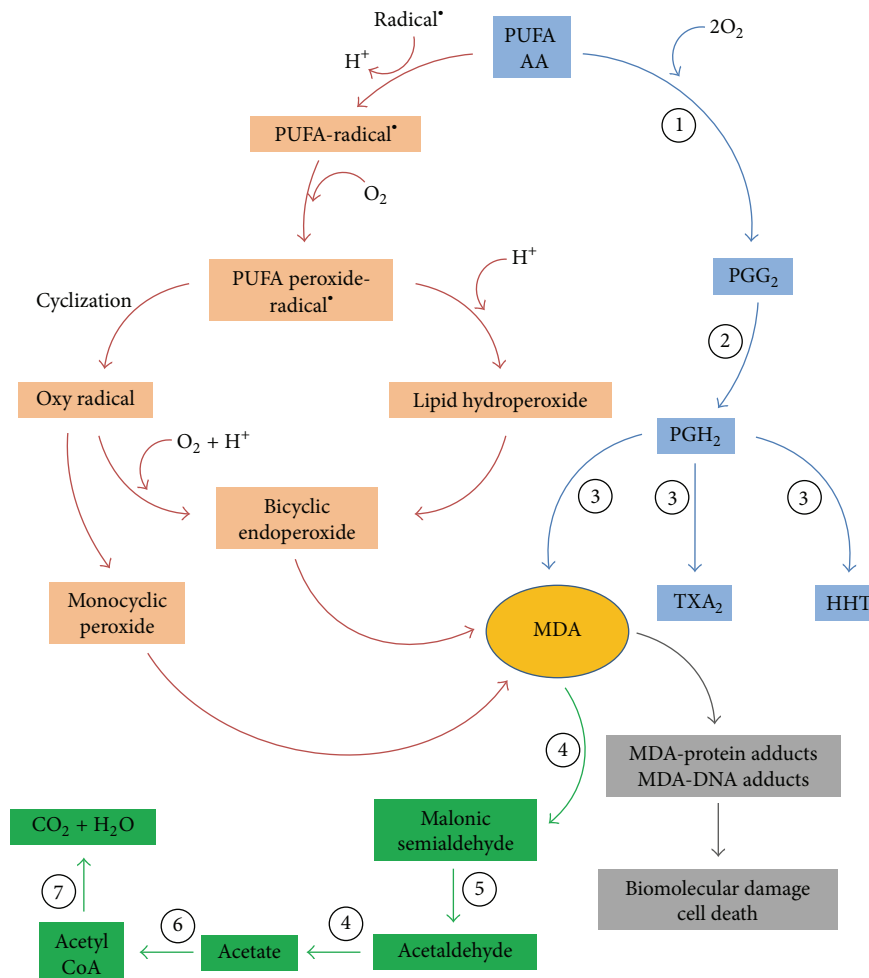 Radical•
PUFA
AA
2O₂
H⁺
1
PUFA-radical•
O₂
PUFA peroxide-
radical•
H⁺
PGG₂
Cyclization
2
Oxy radical
Lipid hydroperoxide
O₂ + H⁺
PGH₂
3
3
3
Bicyclic
endoperoxide
Monocyclic
peroxide
MDA
TXA₂
HHT
4
MDA-protein adducts
MDA-DNA adducts
CO₂ + H₂O
Malonic
semialdehyde
7
5
Biomolecular damage
cell death
6
4
Acetyl
CoA
Acetate
Acetaldehyde